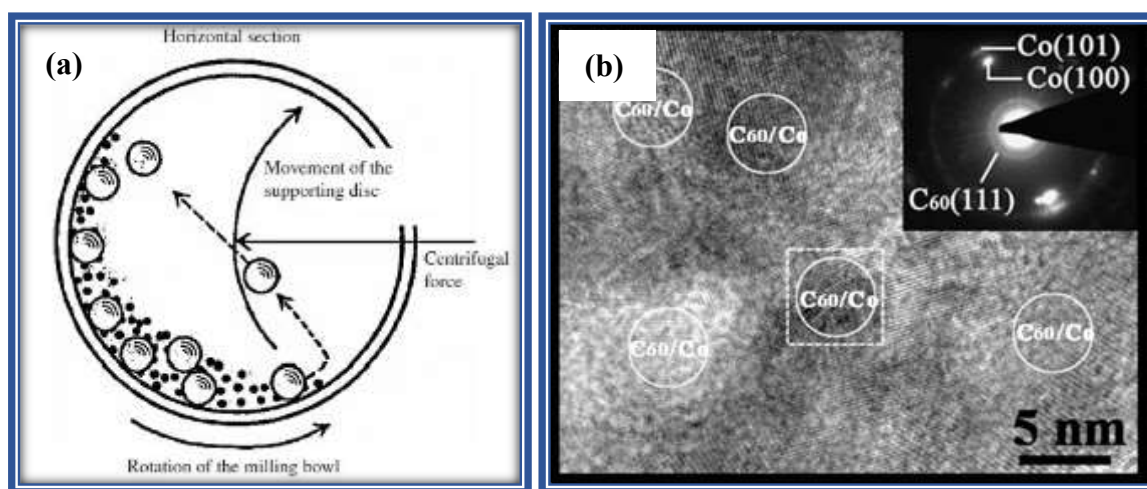 Horizontal section
(a)
Movement of the
supporting disc
Centrifugal
force
Rotation of the milling bowl
(b)
Co(101)
Co(100)
C60/Co
C60/Co
C60(111)
C60/Co
C60/Co
C60/Co
5 nm